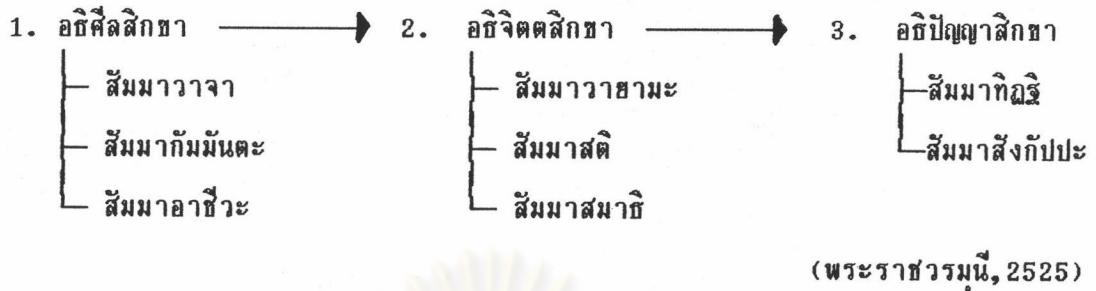 1. อธิศีลสิกขา 2. อธิจิตตสิกขา 3. อธิปัญญาสิกขา
สัมมาวาจา สัมมาวายามะ สัมมาทิฏฐิ
สัมมากัมมันตะ สัมมาสติ สัมมาสังกัปปะ
สัมมาอาชีวะ สัมมาสมาธิ
(พระราชวรมุนี, 2525)